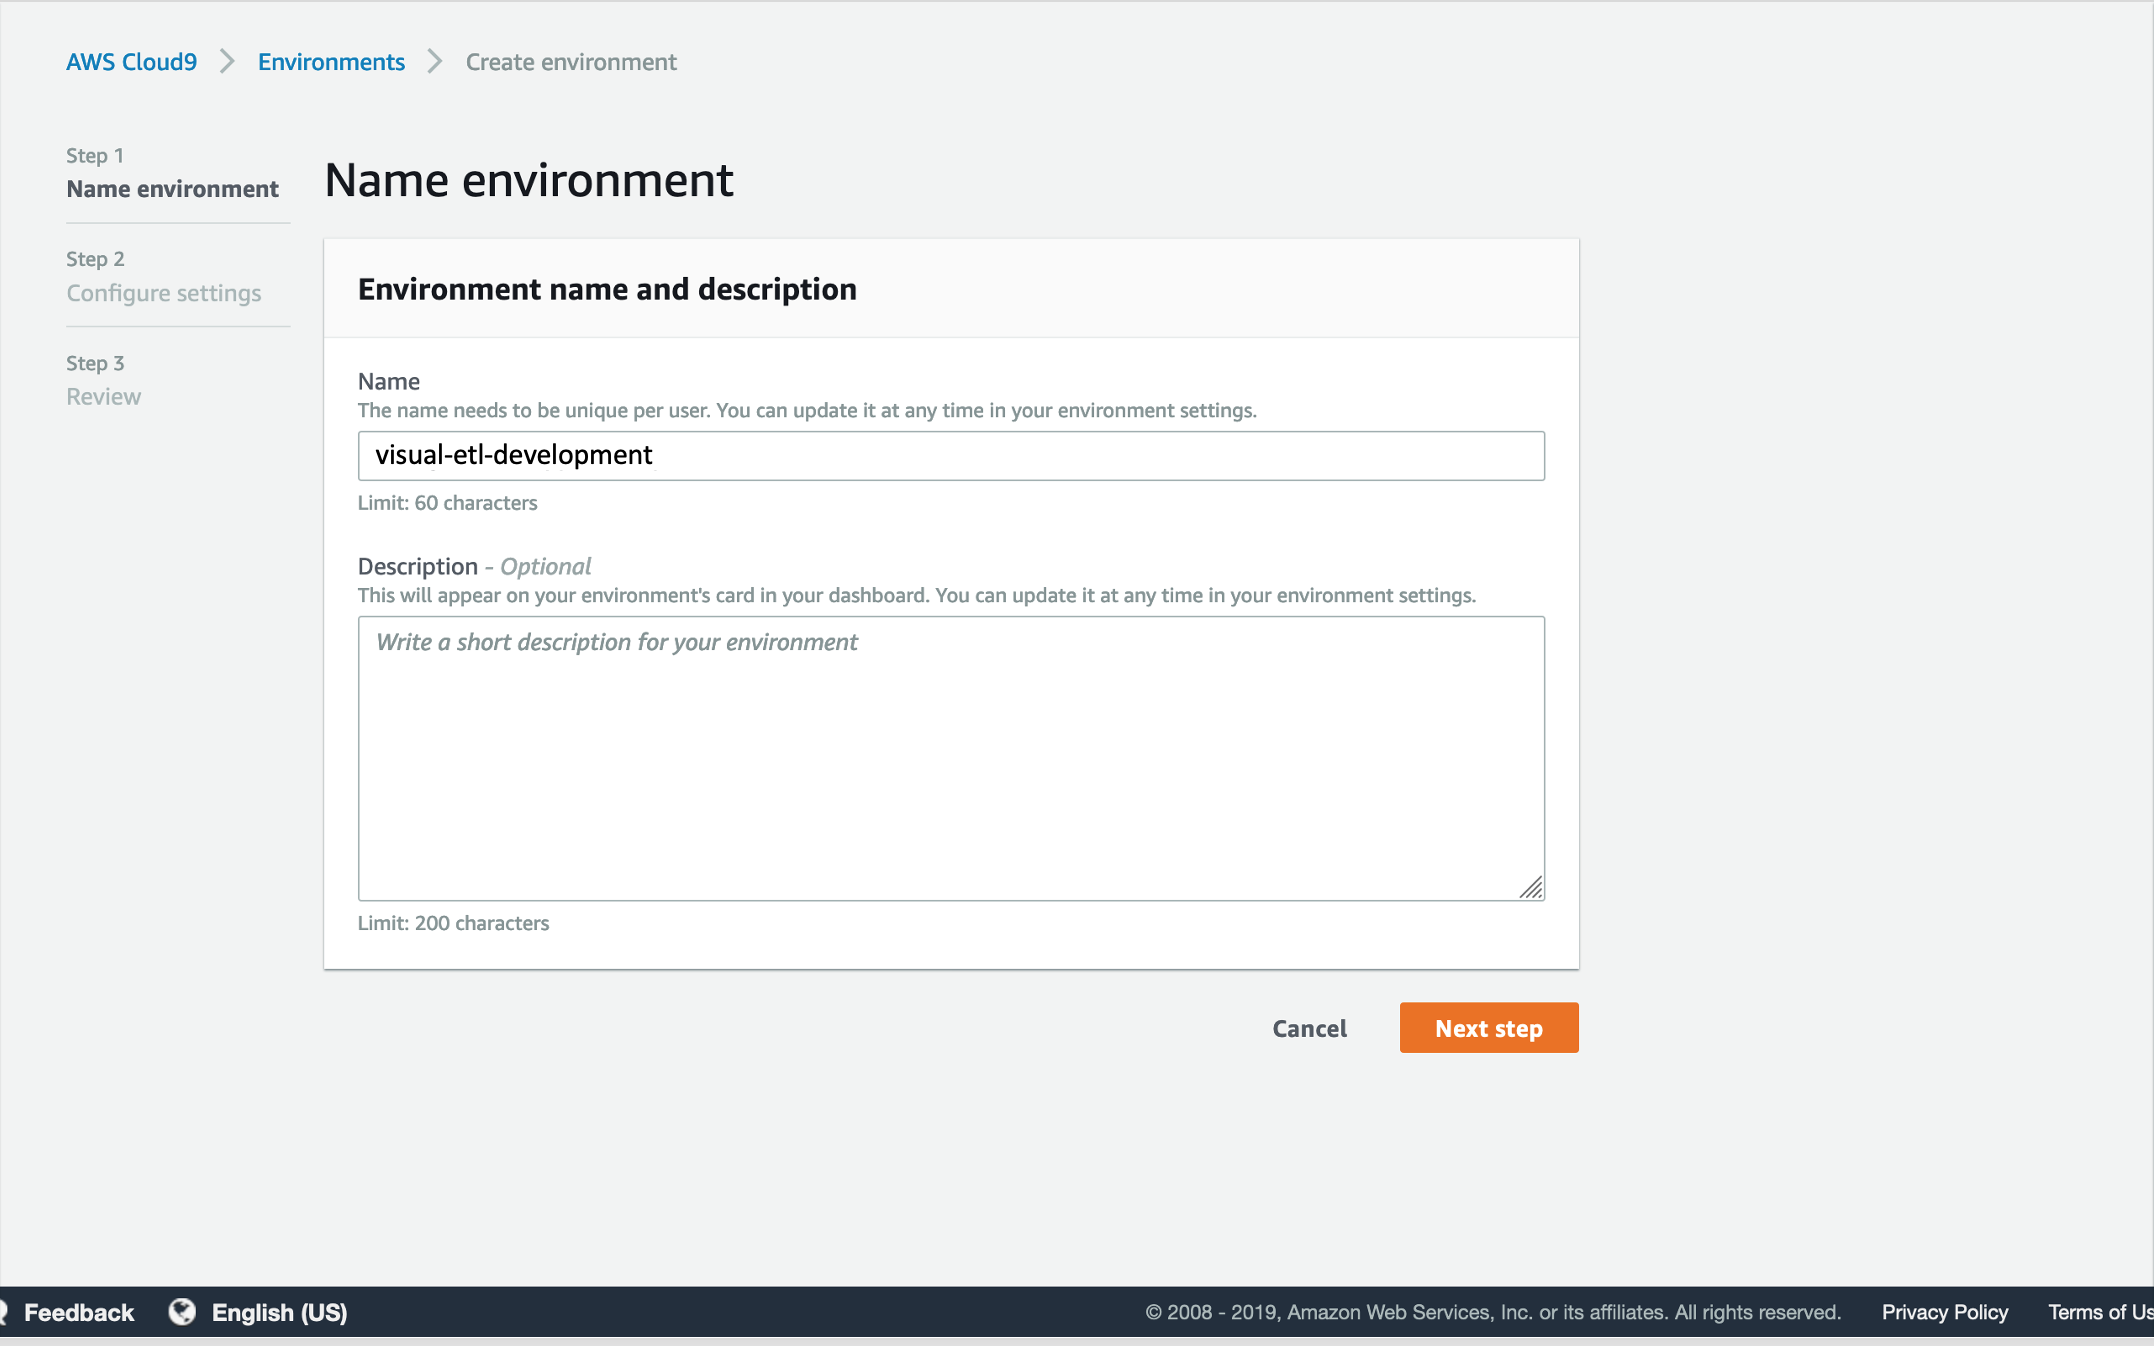 AWS Cloud9 Environments Create environment
Step 1
Name environment
Step 2
Configure settings
Step 3
Review
Name environment
Environment name and description
Name
The name needs to be unique per user. You can update it at any time in your environment settings.
visual-etl-development
Limit: 60 characters
Description - Optional
This will appear on your environment's card in your dashboard. You can update it at any time in your environment settings.
Write a short description for your environment
Limit: 200 characters
Cancel Next step
Feedback English (US) © 2008 - 2019, Amazon Web Services, Inc. or its affiliates. All rights reserved. Privacy Policy Terms of Us